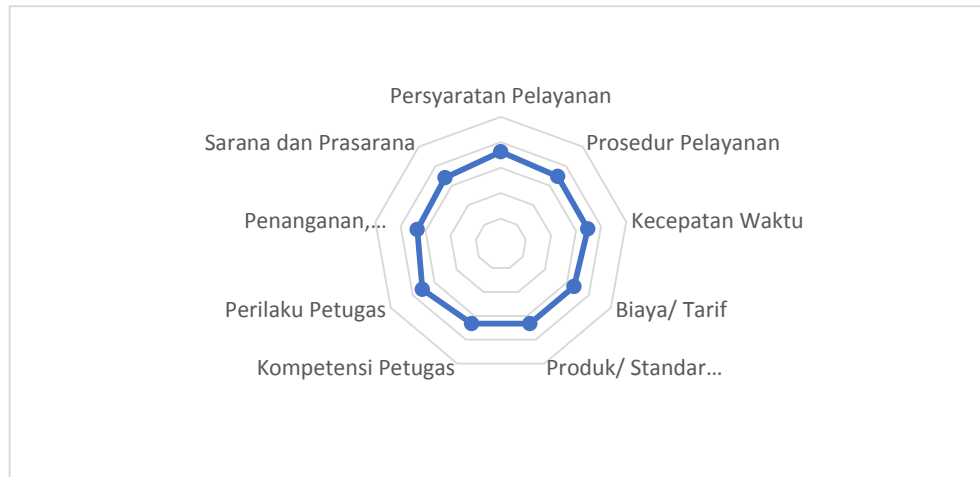 Persyaratan Pelayanan
Prosedur Pelayanan
Kecepatan Waktu
Biaya/ Tarif
Produk/ Standar...
Kompetensi Petugas
Perilaku Petugas
Penanganan,...
Sarana dan Prasarana